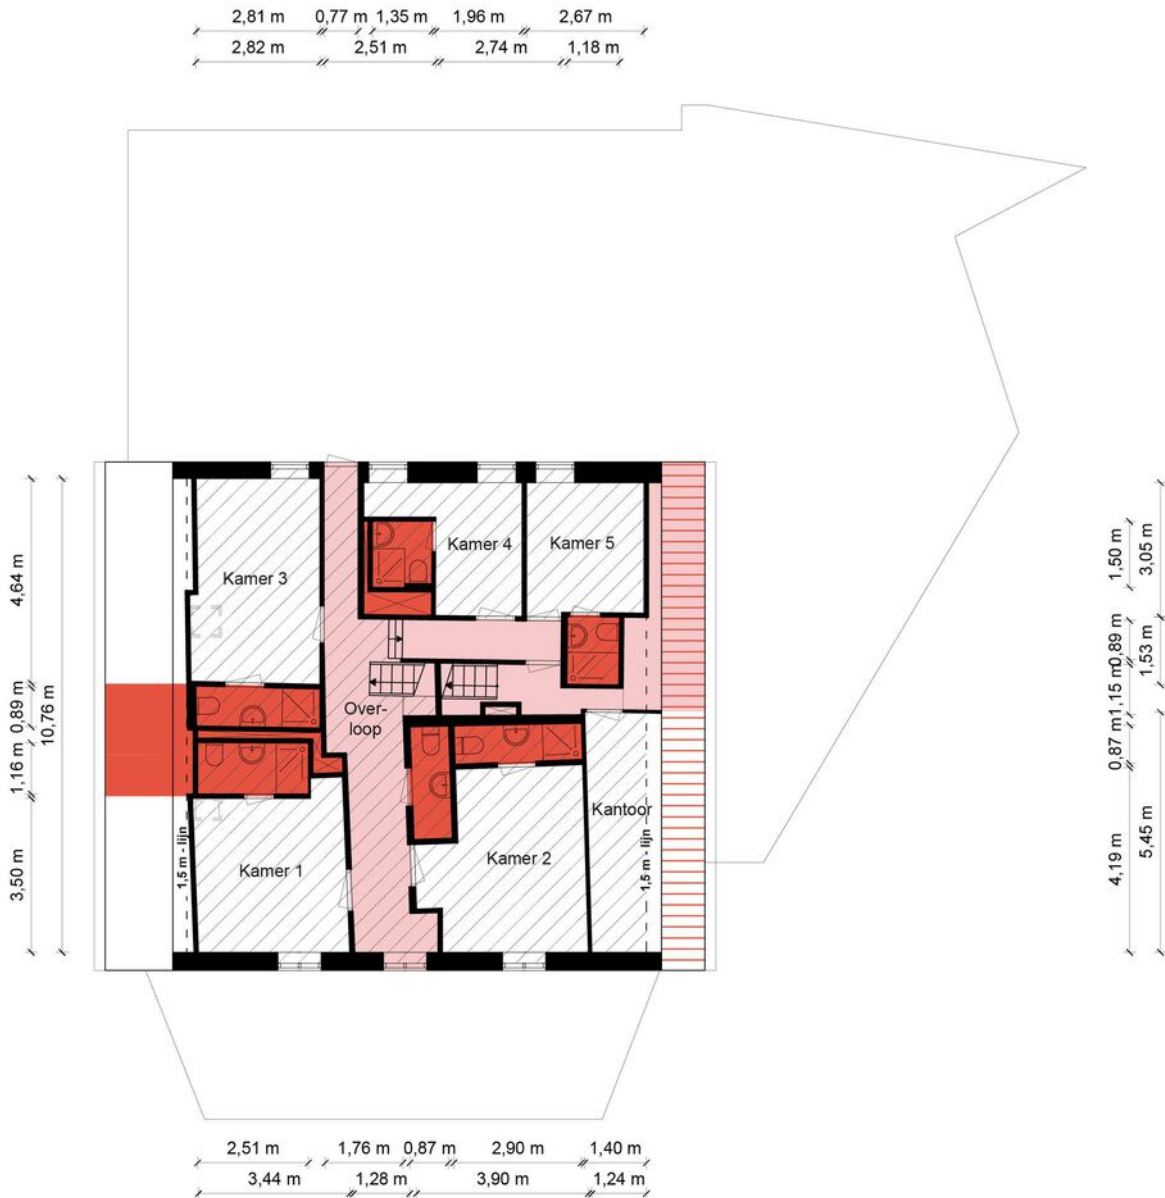 2,81 m 0,77 m 1,35 m 1,96 m 2,67 m
2,82 m 2,51 m 2,74 m 1,18 m
4,64 m
0,89 m
1,16 m
3,50 m
10,76 m
Kamer 3
Kamer 4
Kamer 5
Over-
loop
Kantoor
Kamer 1
Kamer 2
1,5 m - lijn
1,5 m - lijn
1,50 m
0,89 m
1,15 m
0,87 m
4,19 m
3,05 m
1,53 m
5,45 m
2,51 m 1,76 m 0,87 m 2,90 m 1,40 m
3,44 m 1,28 m 3,90 m 1,24 m